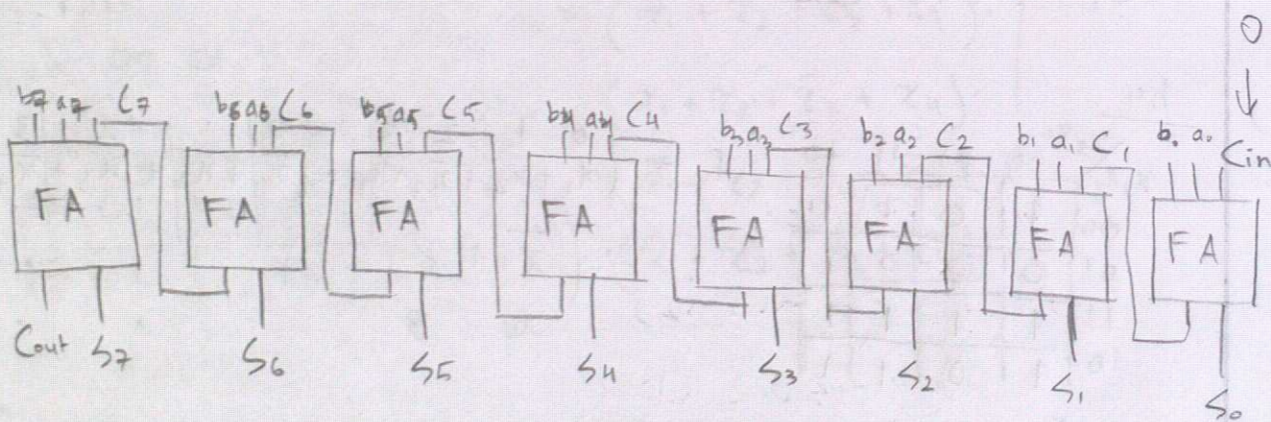 0
b7 a7 C7 b6 a6 C6 b5 a5 C5 b4 a4 C4 b3 a3 C3 b2 a2 C2 b1 a1 C1 b0 a0 Cin
FA FA FA FA FA FA FA FA
Cout S7 S6 S5 S4 S3 S2 S1 S0